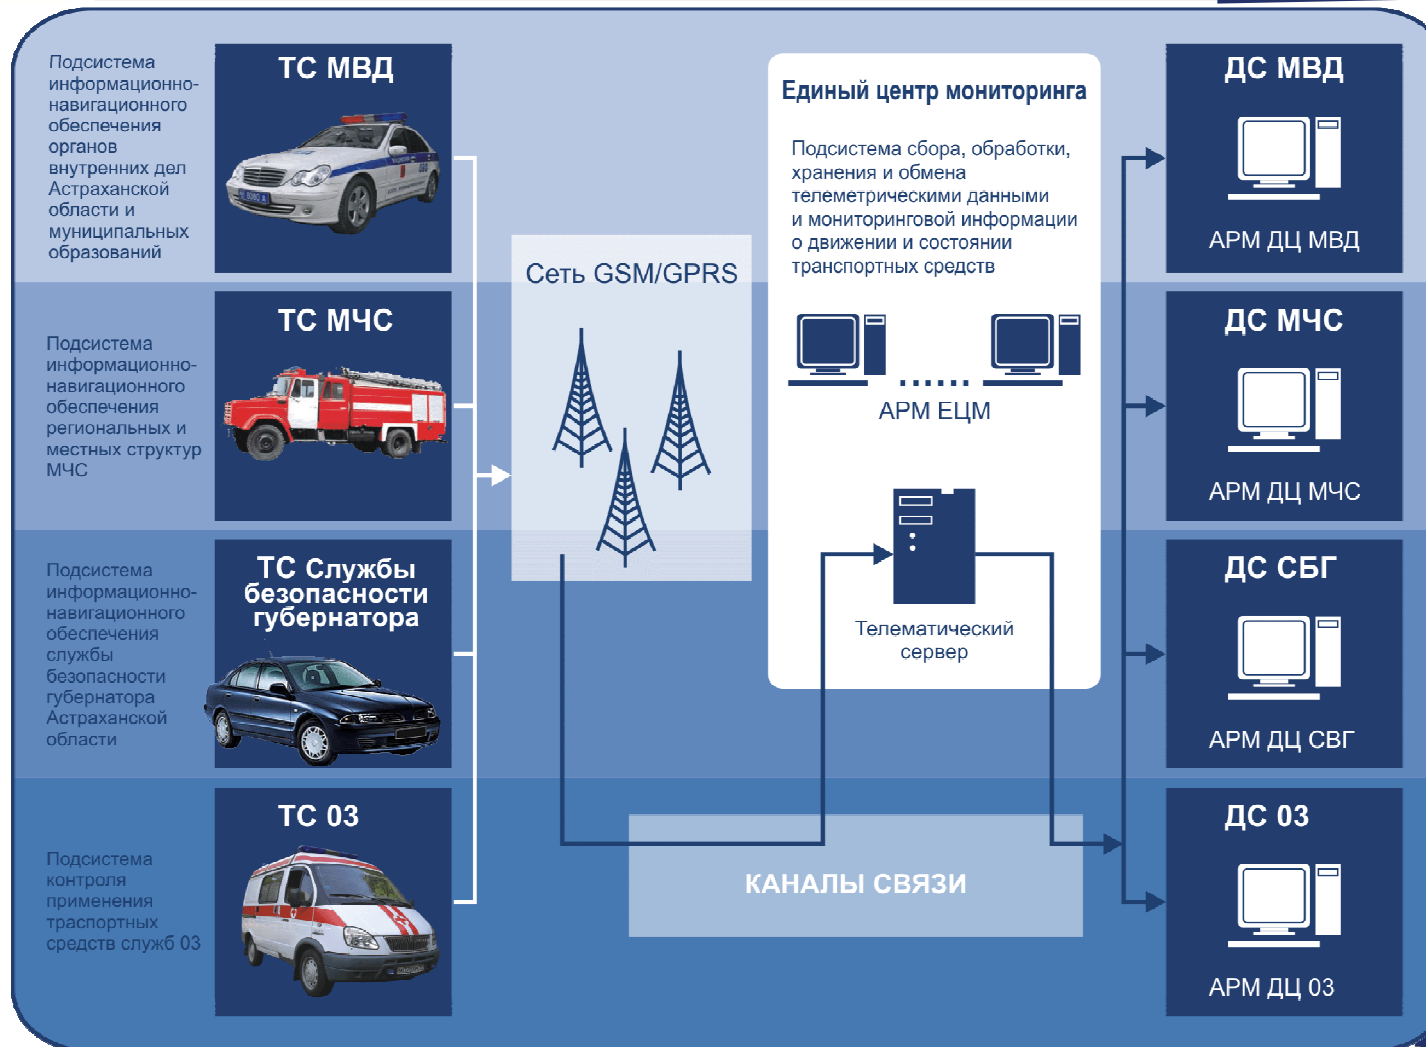 Подсистема
информационно-
навигационного
обеспечения
органов
внутренних дел
Астраханской
области и
муниципальных
образований
ТС МВД
Подсистема
информационно-
навигационного
обеспечения
региональных и
местных структур
МЧС
ТС МЧС
Подсистема
информационно-
навигационного
обеспечения
службы
безопасности
губернатора
Астраханской
области
ТС Службы
безопасности
губернатора
Подсистема
контроля
применения
траспортных
средств служб 03
ТС 03
Сеть GSM/GPRS
Единый центр мониторинга
Подсистема сбора, обработки,
хранения и обмена
телеметрическими данными
и мониторинговой информации
о движении и состоянии
транспортных средств
АРМ ЕЦМ
Телематический
сервер
КАНАЛЫ СВЯЗИ
ДС МВД
АРМ ДЦ МВД
ДС МЧС
АРМ ДЦ МЧС
ДС СБГ
АРМ ДЦ СВГ
ДС 03
АРМ ДЦ 03